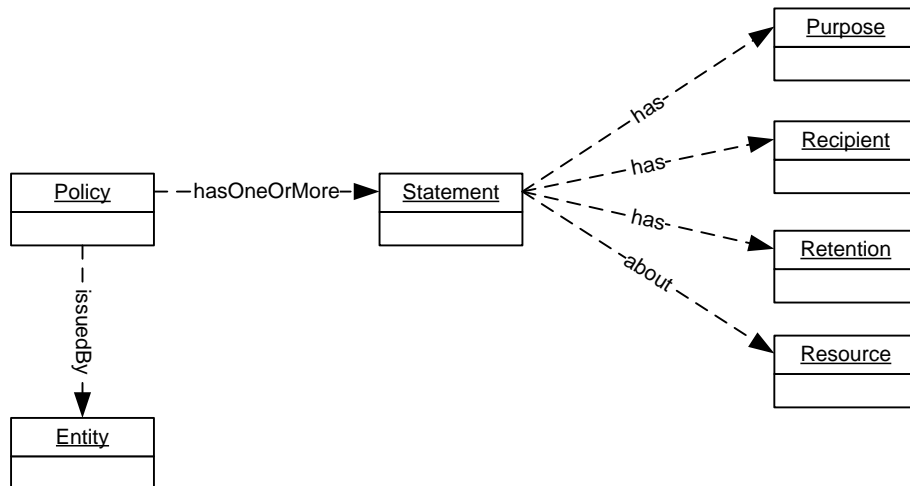 Purpose
has
Recipient
has
Policy
hasOneOrMore
Statement
has
Retention
about
issuedBy
Resource
Entity